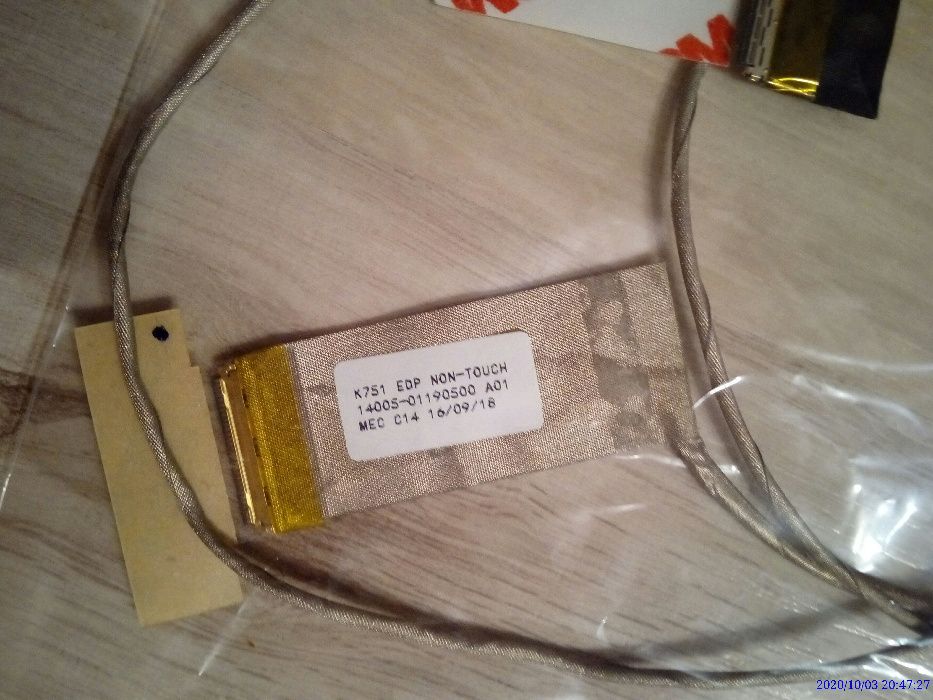 K751 EDP NON-TOUCH
14005-01190500 A01
MEC C14 16/09/18
2020/10/03 20:47:27